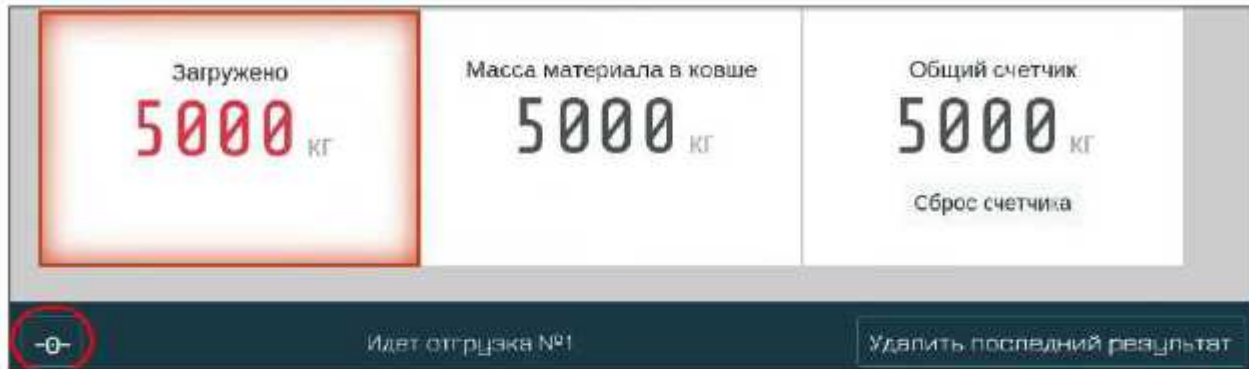 Загружено
5000 кг
Масса материала в ковше
5000 кг
Общий счетчик
5000 кг
Сброс счетчика
-0-
Идет отгрузка №1
Удалить последний результат